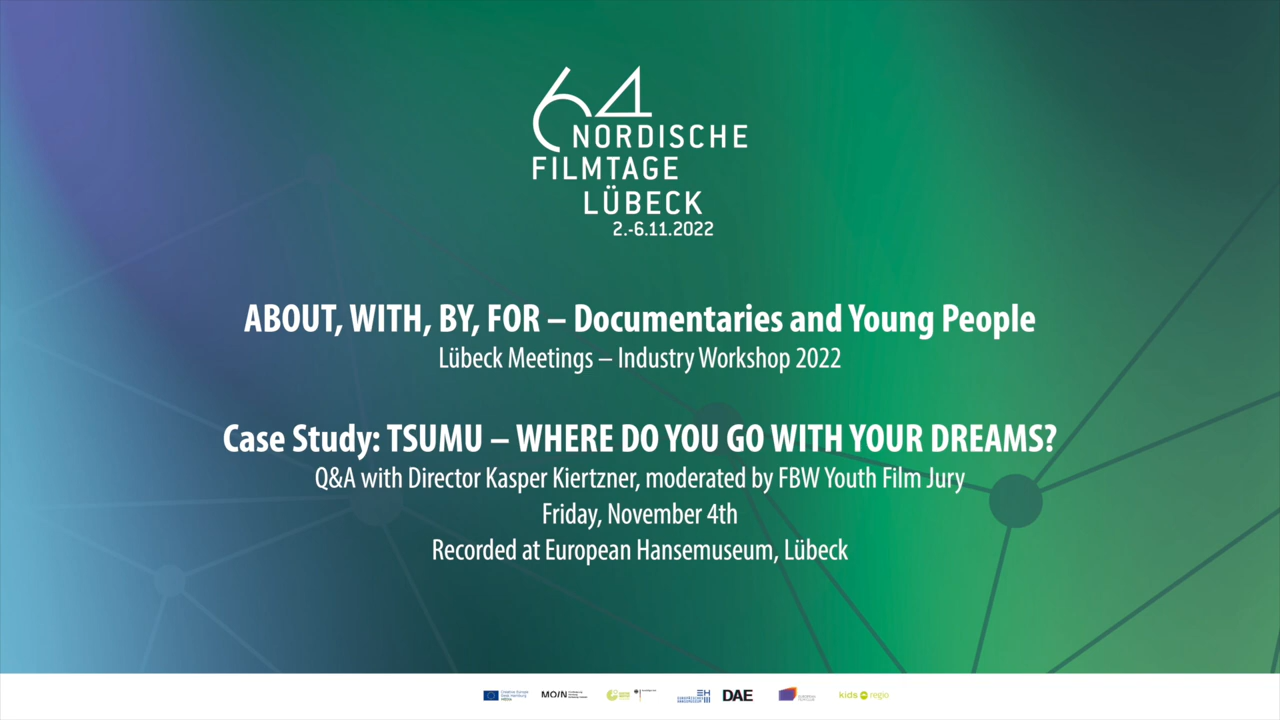 64
NORDISCHE
FILMTAGE
LÜBECK
2.-6.11.2022
ABOUT, WITH, BY, FOR – Documentaries and Young People
Lübeck Meetings – Industry Workshop 2022
Case Study: TSUMU – WHERE DO YOU GO WITH YOUR DREAMS?
Q&A with Director Kasper Kiertzner, moderated by FBW Youth Film Jury
Friday, November 4th
Recorded at European Hansemuseum, Lübeck
MO/N
EH
DAE
kids regio